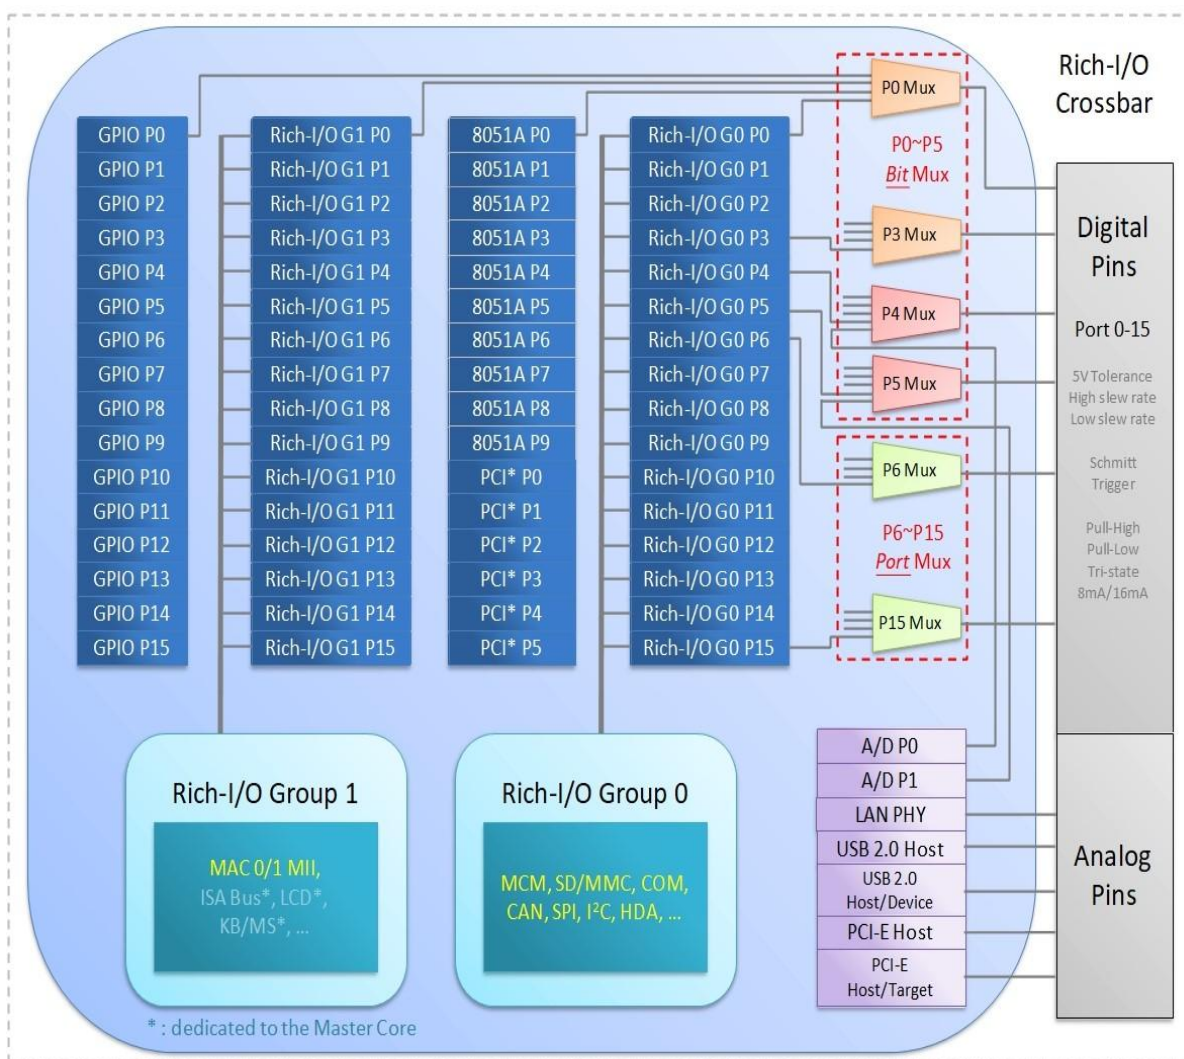 Rich-I/O
Crossbar
P0 Mux
P0~P5
Bit Mux
P3 Mux
P4 Mux
P5 Mux
P6 Mux
P6~P15
Port Mux
P15 Mux
GPIO P0
GPIO P1
GPIO P2
GPIO P3
GPIO P4
GPIO P5
GPIO P6
GPIO P7
GPIO P8
GPIO P9
GPIO P10
GPIO P11
GPIO P12
GPIO P13
GPIO P14
GPIO P15
Rich-I/O G1 P0
Rich-I/O G1 P1
Rich-I/O G1 P2
Rich-I/O G1 P3
Rich-I/O G1 P4
Rich-I/O G1 P5
Rich-I/O G1 P6
Rich-I/O G1 P7
Rich-I/O G1 P8
Rich-I/O G1 P9
Rich-I/O G1 P10
Rich-I/O G1 P11
Rich-I/O G1 P12
Rich-I/O G1 P13
Rich-I/O G1 P14
Rich-I/O G1 P15
8051A P0
8051A P1
8051A P2
8051A P3
8051A P4
8051A P5
8051A P6
8051A P7
8051A P8
8051A P9
PCI* P0
PCI* P1
PCI* P2
PCI* P3
PCI* P4
PCI* P5
Rich-I/O G0 P0
Rich-I/O G0 P1
Rich-I/O G0 P2
Rich-I/O G0 P3
Rich-I/O G0 P4
Rich-I/O G0 P5
Rich-I/O G0 P6
Rich-I/O G0 P7
Rich-I/O G0 P8
Rich-I/O G0 P9
Rich-I/O G0 P10
Rich-I/O G0 P11
Rich-I/O G0 P12
Rich-I/O G0 P13
Rich-I/O G0 P14
Rich-I/O G0 P15
Digital
Pins
Port 0-15
5V Tolerance
High slew rate
Low slew rate
Schmitt
Trigger
Pull-High
Pull-Low
Tri-state
8mA/16mA
Rich-I/O Group 1
MAC 0/1 MII,
ISA Bus*, LCD*,
KB/MS*, ...
Rich-I/O Group 0
MCM, SD/MMC, COM,
CAN, SPI, I²C, HDA, ...
A/D P0
A/D P1
LAN PHY
USB 2.0 Host
USB 2.0
Host/Device
PCI-E Host
PCI-E
Host/Target
Analog
Pins
* : dedicated to the Master Core